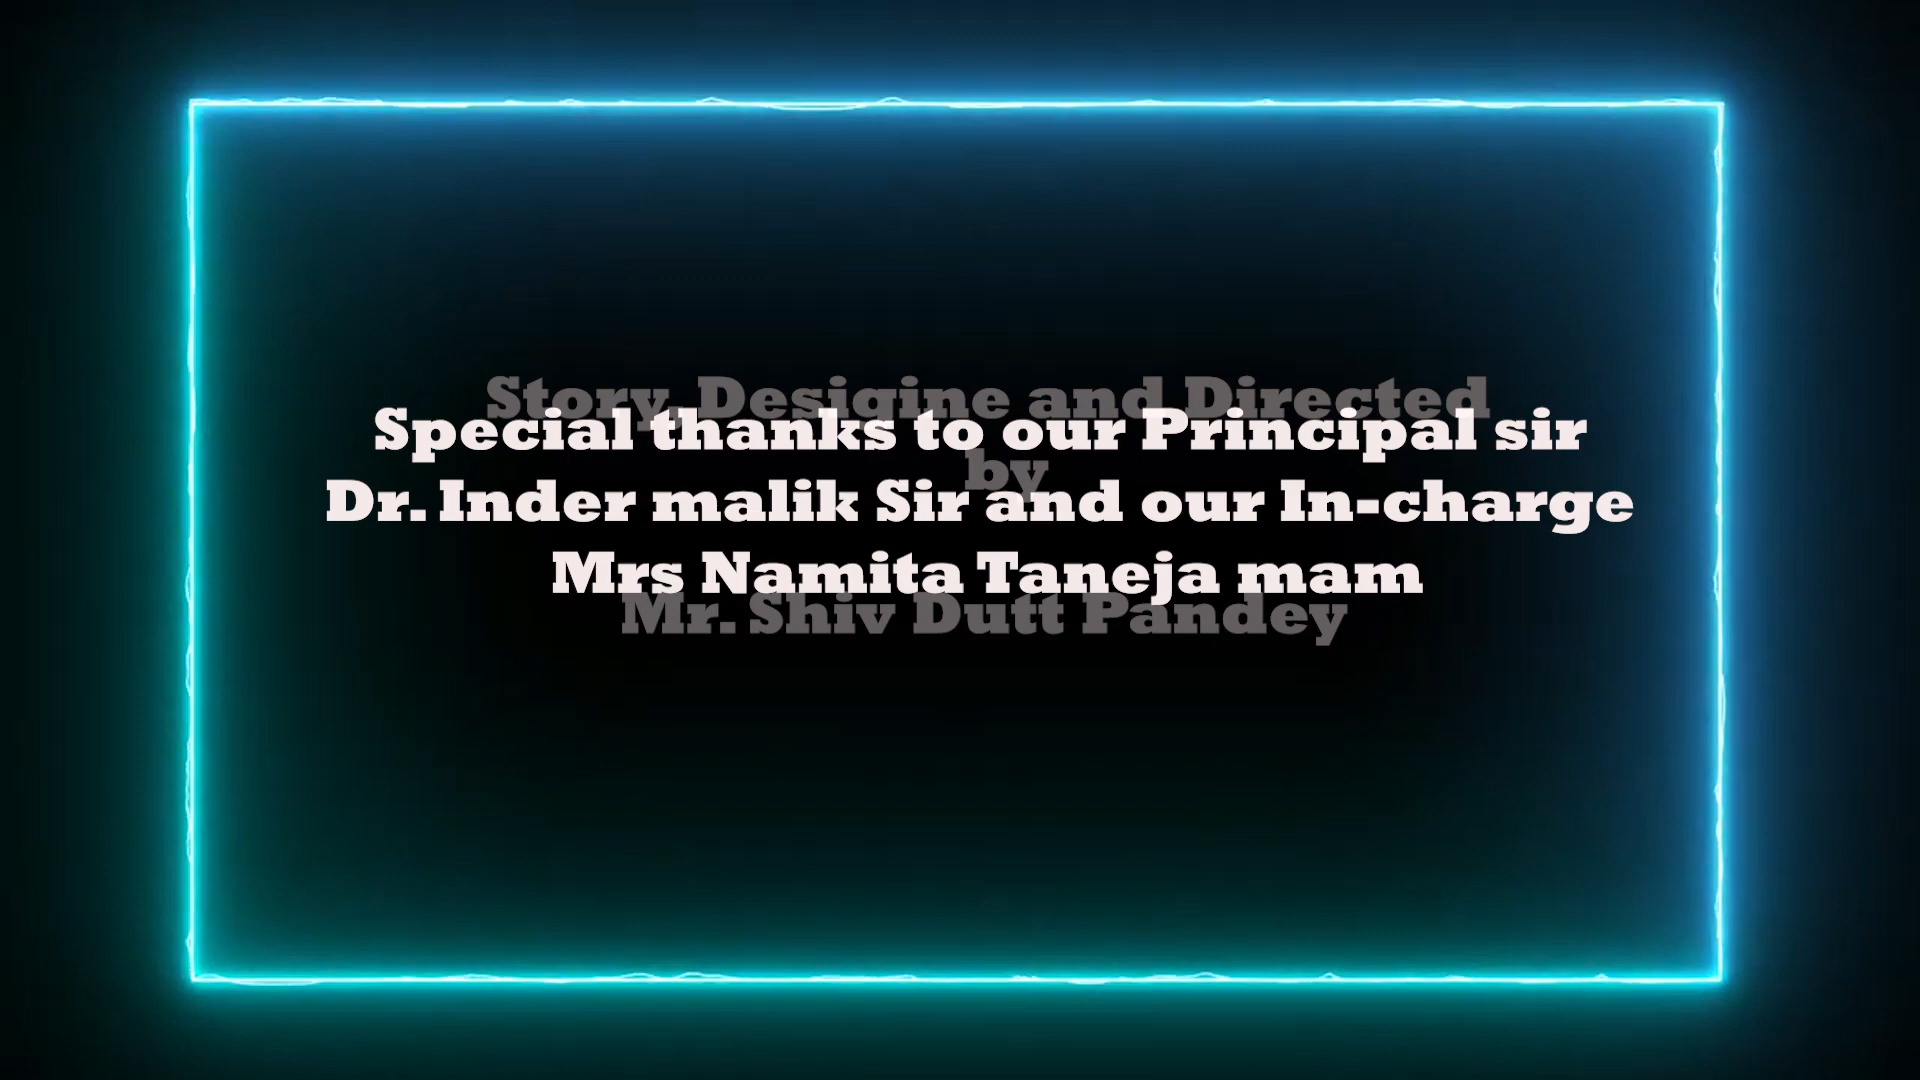 Story, Desigine and Directed
Special thanks to our Principal sir
by
Dr. Inder malik Sir and our In-charge
Mrs Namita Taneja mam
Mr. Shiv Dutt Pandey